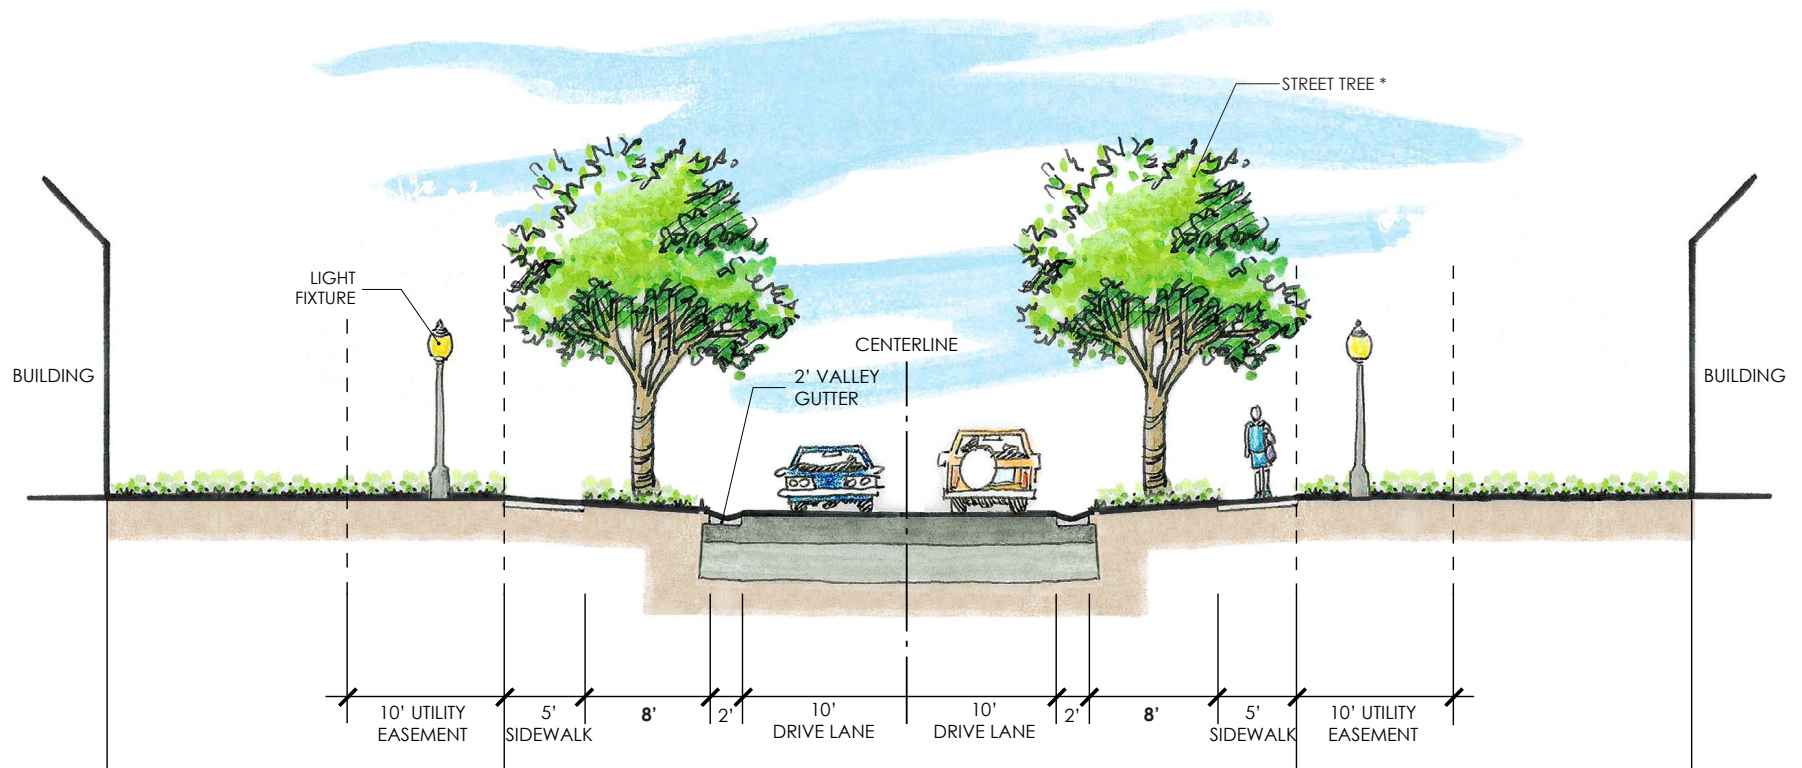 STREET TREE *
LIGHT
FIXTURE
CENTERLINE
2’ VALLEY
GUTTER
BUILDING
BUILDING
10’ UTILITY
EASEMENT
5’
SIDEWALK
8’
2’
10’
DRIVE LANE
10’
DRIVE LANE
2’
8’
5’
SIDEWALK
10’ UTILITY
EASEMENT